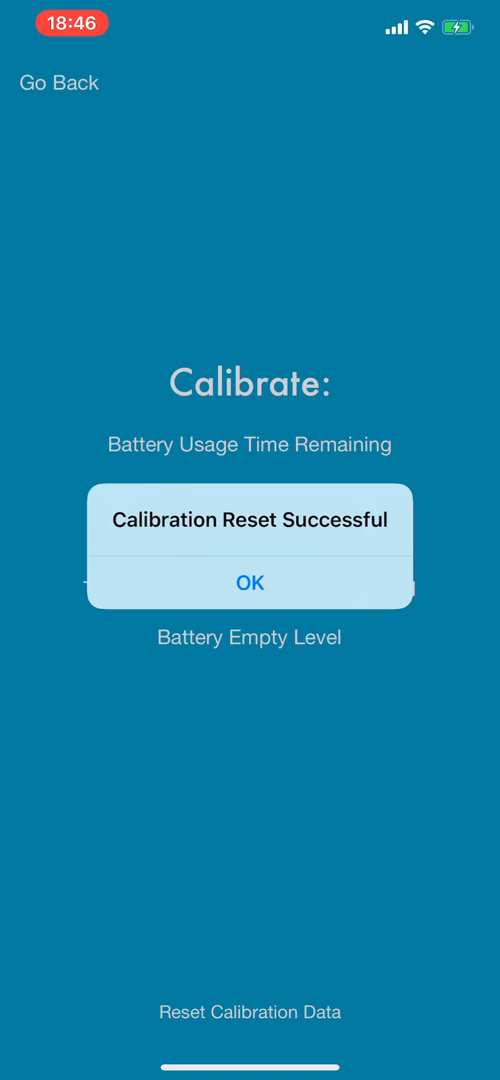 18:46
Go Back
Calibrate:
Battery Usage Time Remaining
Calibration Reset Successful
OK
Battery Empty Level
Reset Calibration Data